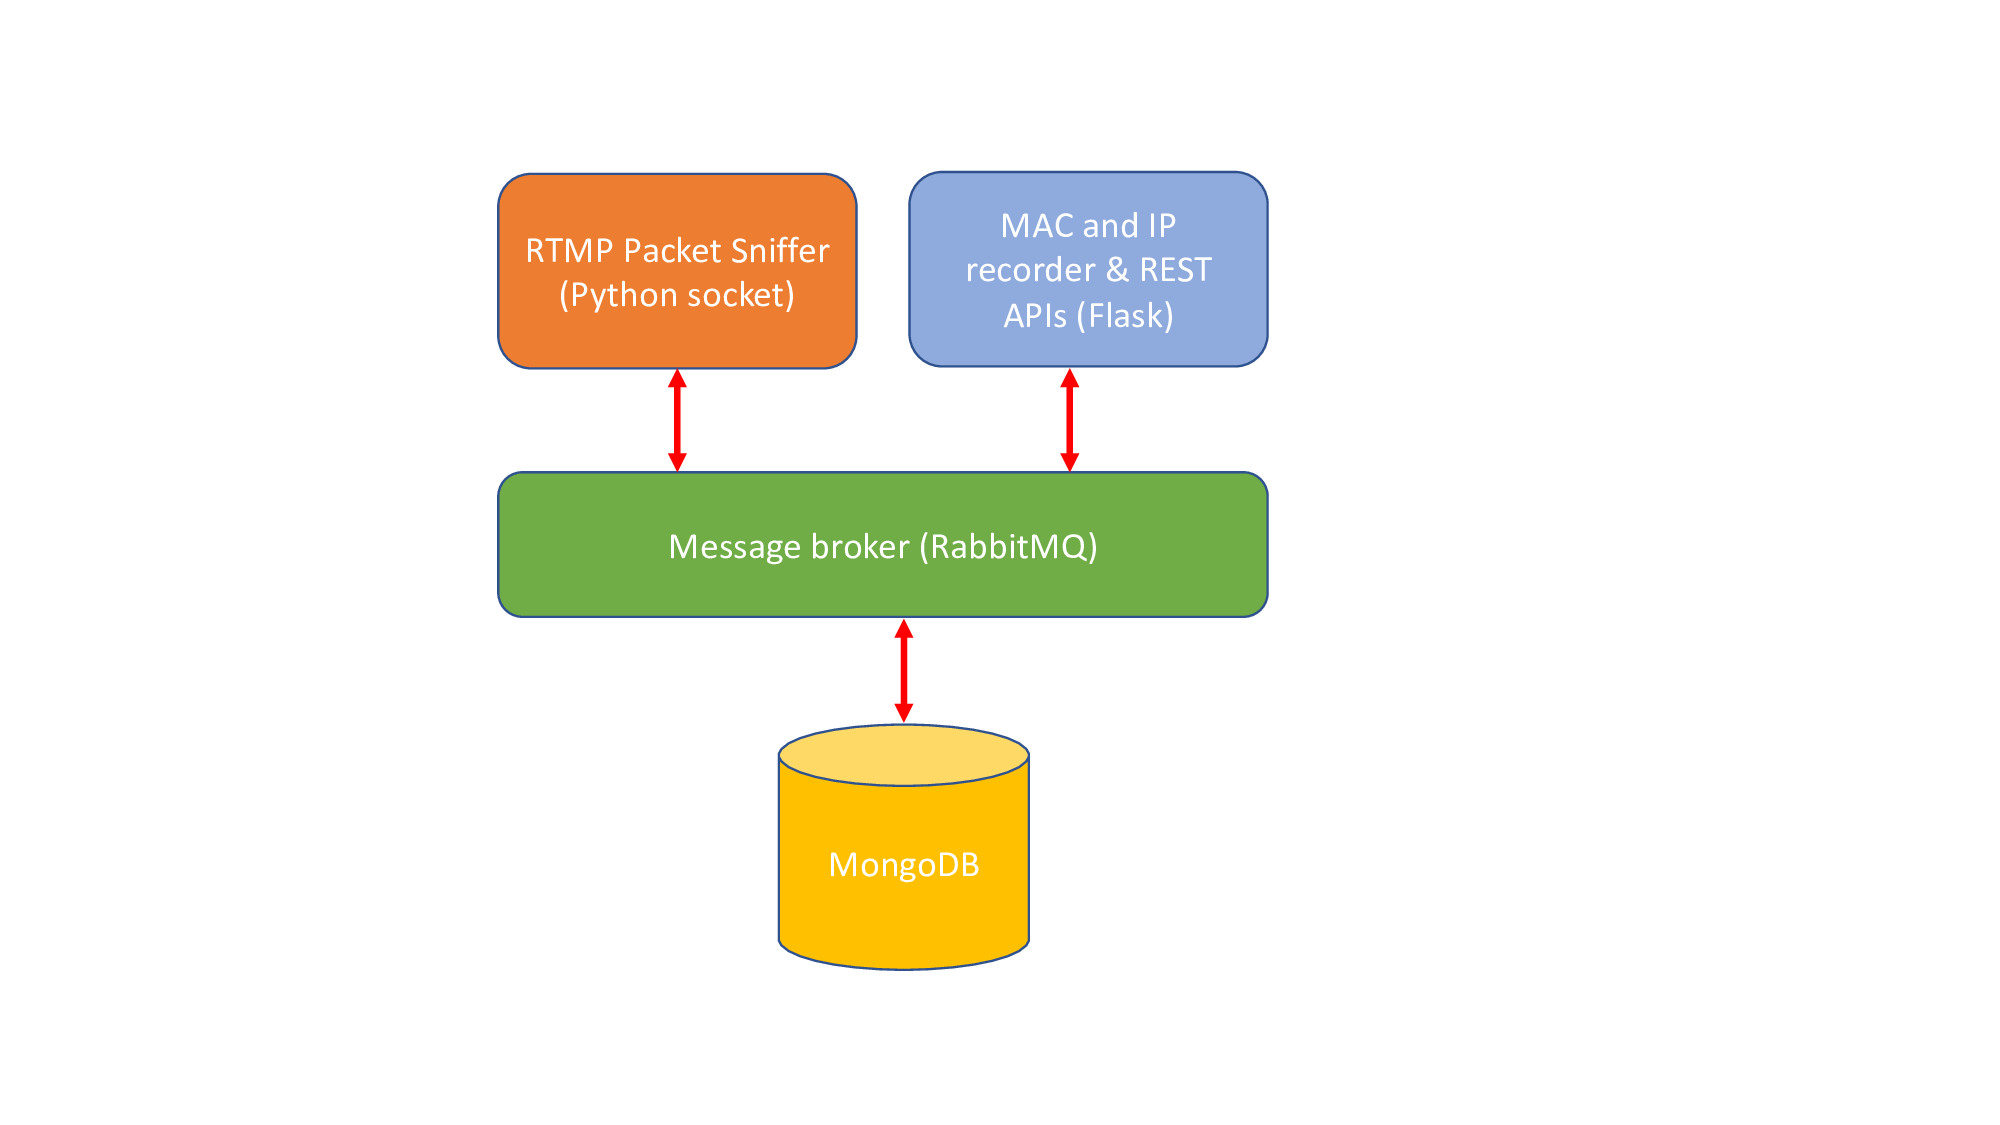 RTMP Packet Sniffer
(Python socket)
MAC and IP
recorder & REST
APIs (Flask)
Message broker (RabbitMQ)
MongoDB